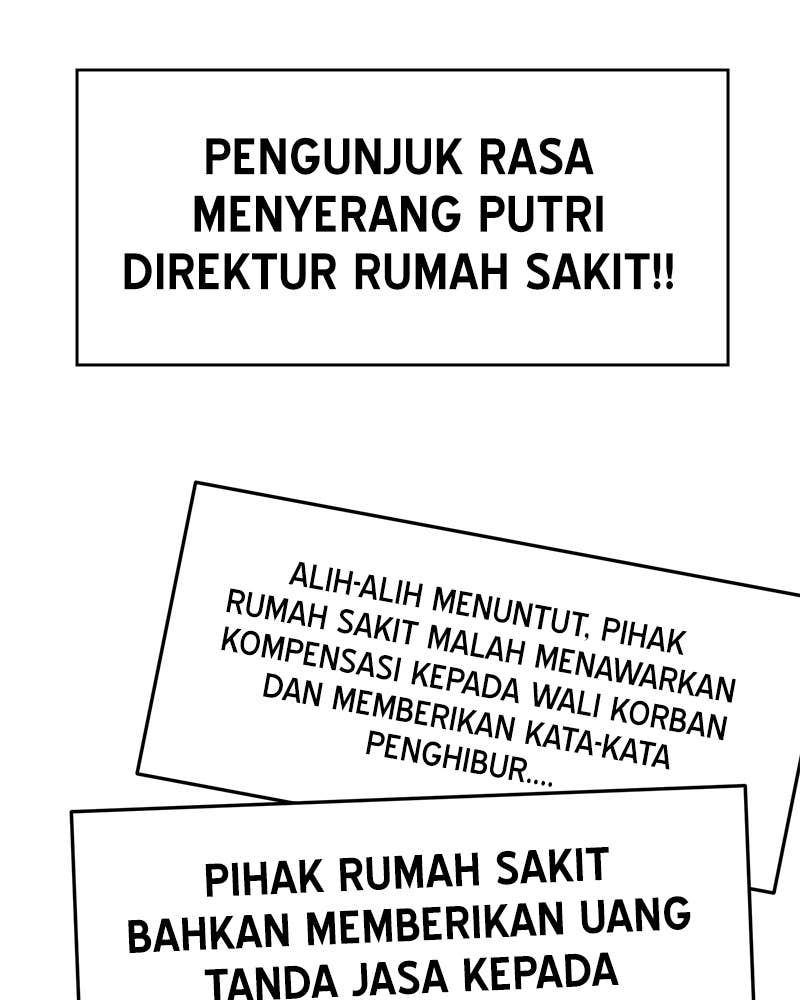 PENGUNJUK RASA
MENYERANG PUTRI
DIREKTUR RUMAH SAKIT!!
ALIH-ALIH MENUNTUT, PIHAK
RUMAH SAKIT MALAH MENAWARKAN
KOMPENSASI KEPADA WALI KORBAN
DAN MEMBERIKAN KATA-KATA
PENGHIBUR....
PIHAK RUMAH SAKIT
BAHKAN MEMBERIKAN UANG
TANDA JASA KEPADA